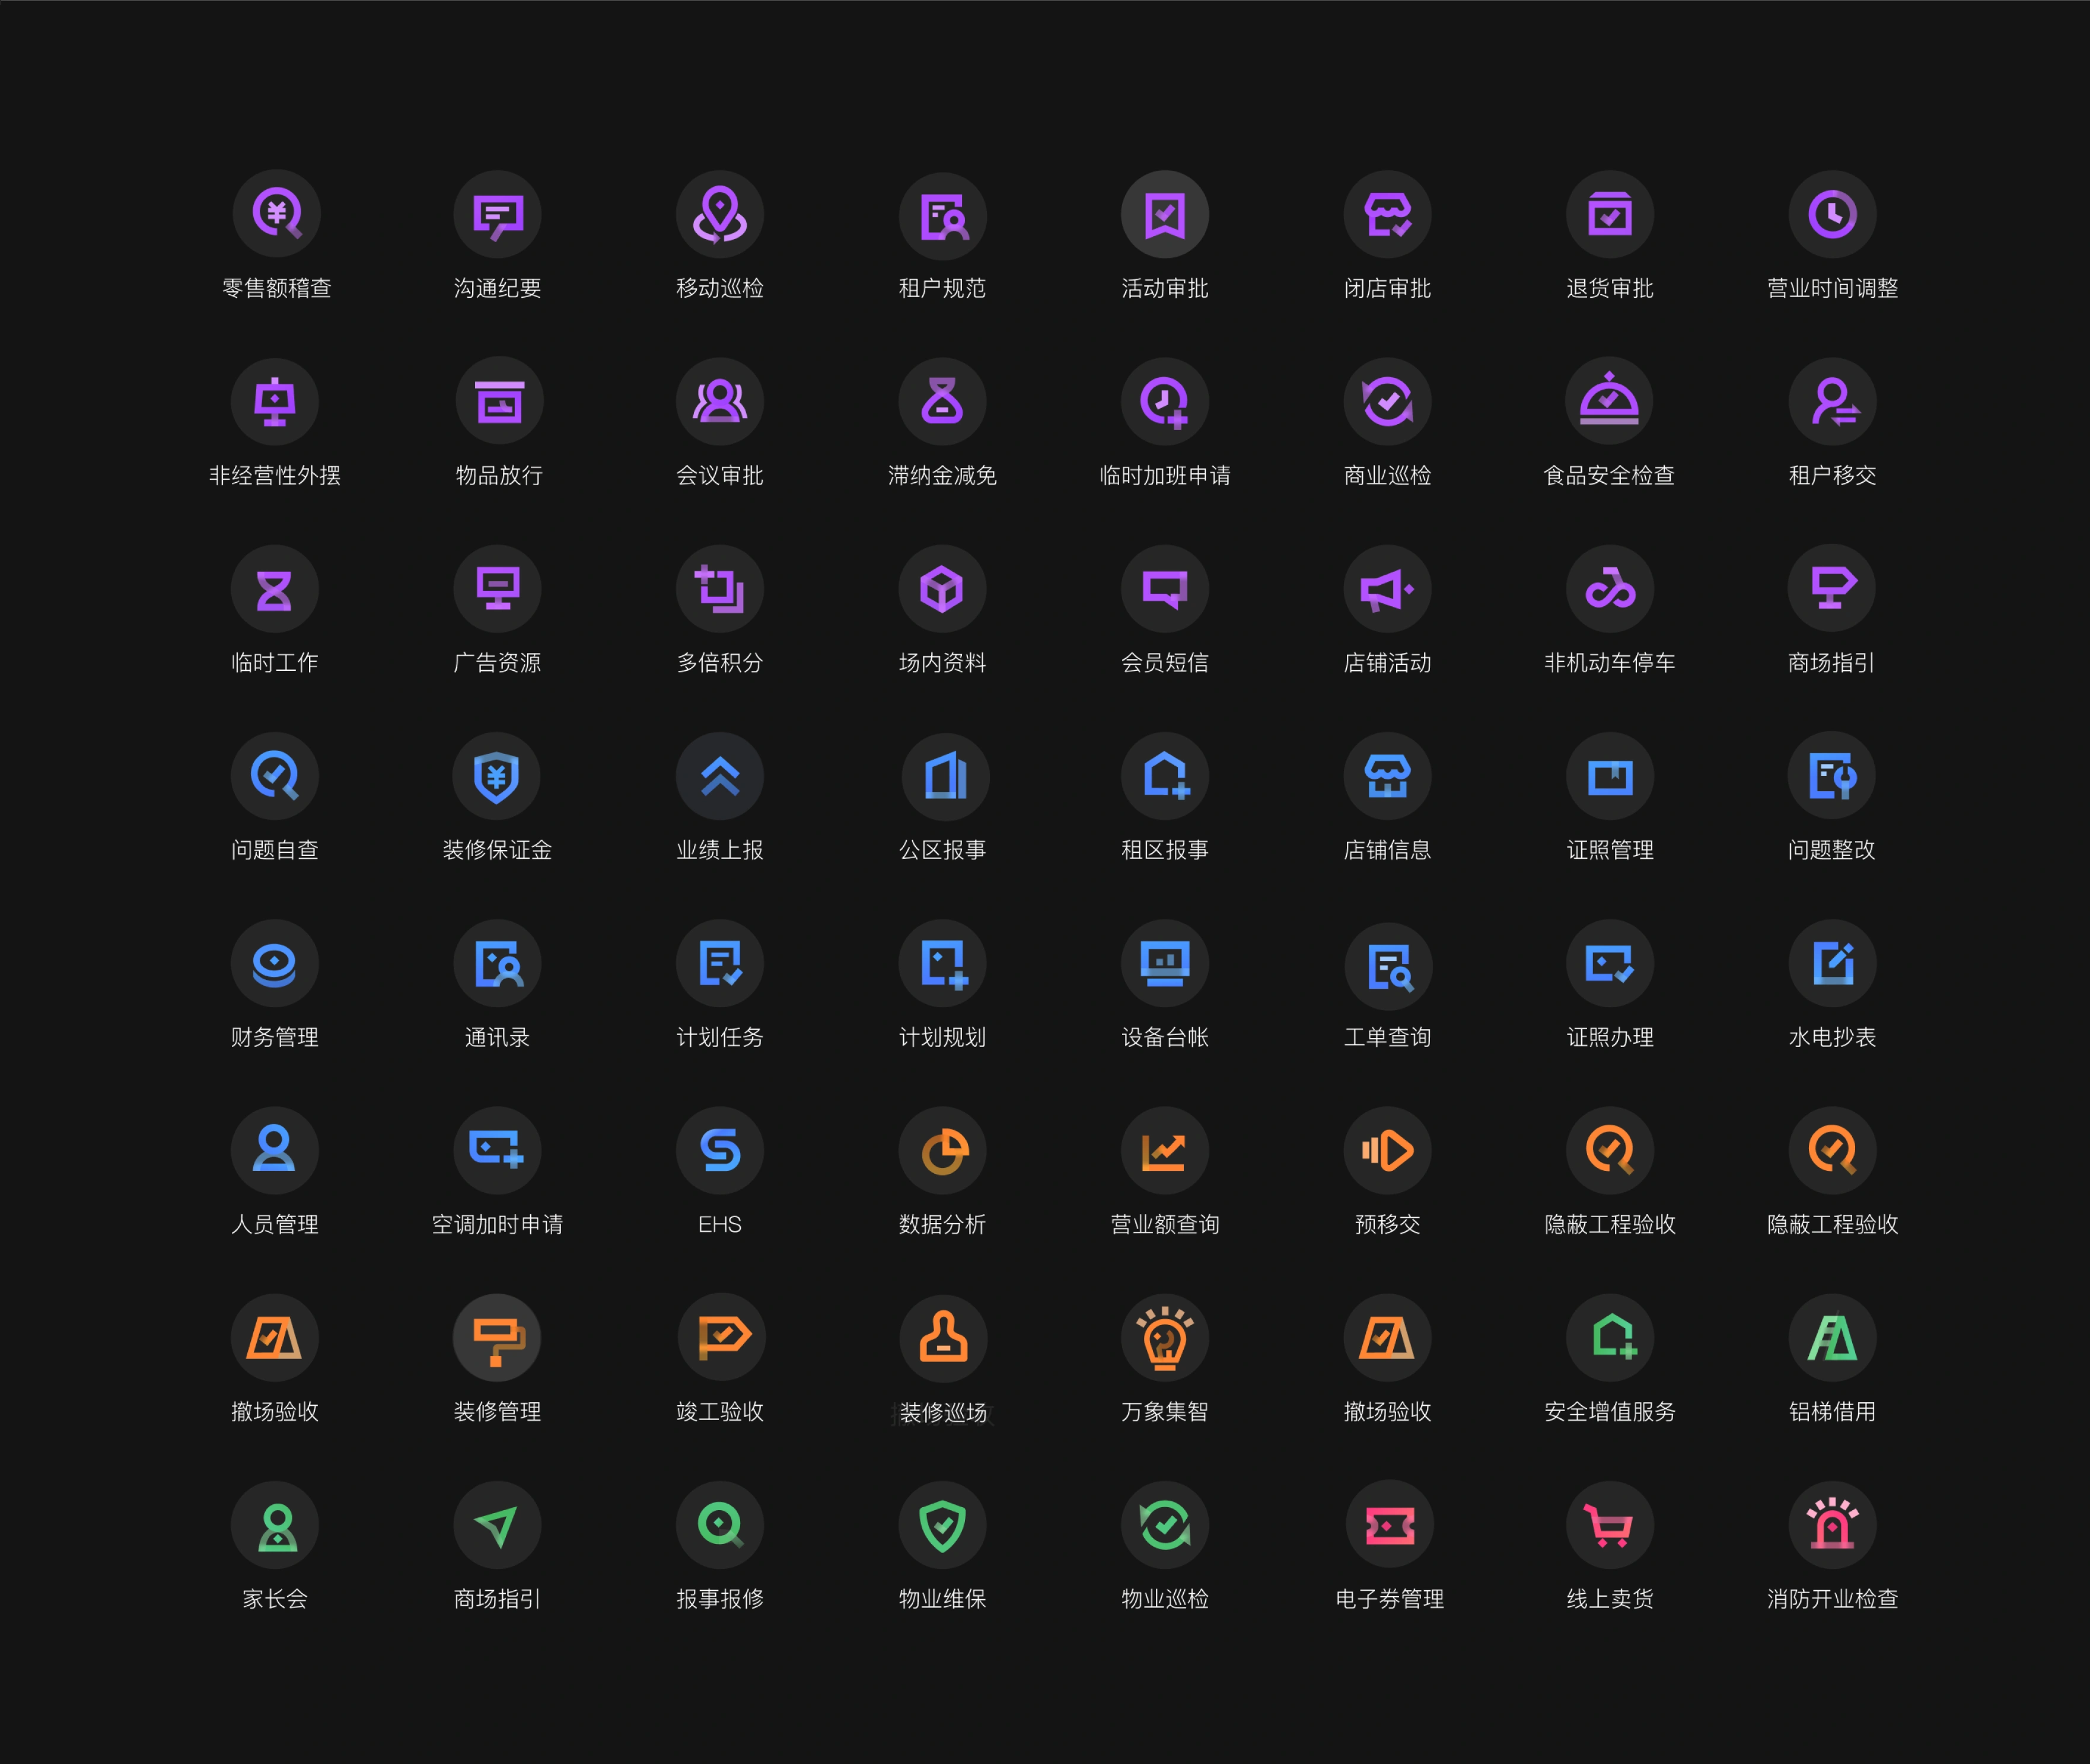 零售额稽查
沟通纪要
移动巡检
租户规范
活动审批
闭店审批
退货审批
营业时间调整
非经营性外摆
物品放行
会议审批
滞纳金减免
临时加班申请
商业巡检
食品安全检查
租户移交
临时工作
广告资源
多倍积分
场内资料
会员短信
店铺活动
非机动车停车
商场指引
问题自查
装修保证金
业绩上报
公区报事
租区报事
店铺信息
证照管理
问题整改
财务管理
通讯录
计划任务
计划规划
设备台帐
工单查询
证照办理
水电抄表
人员管理
空调加时申请
EHS
数据分析
营业额查询
预移交
隐蔽工程验收
隐蔽工程验收
撤场验收
装修管理
竣工验收
装修巡场
万象集智
撤场验收
安全增值服务
铝梯借用
家长会
商场指引
报事报修
物业维保
物业巡检
电子券管理
线上卖货
消防开业检查